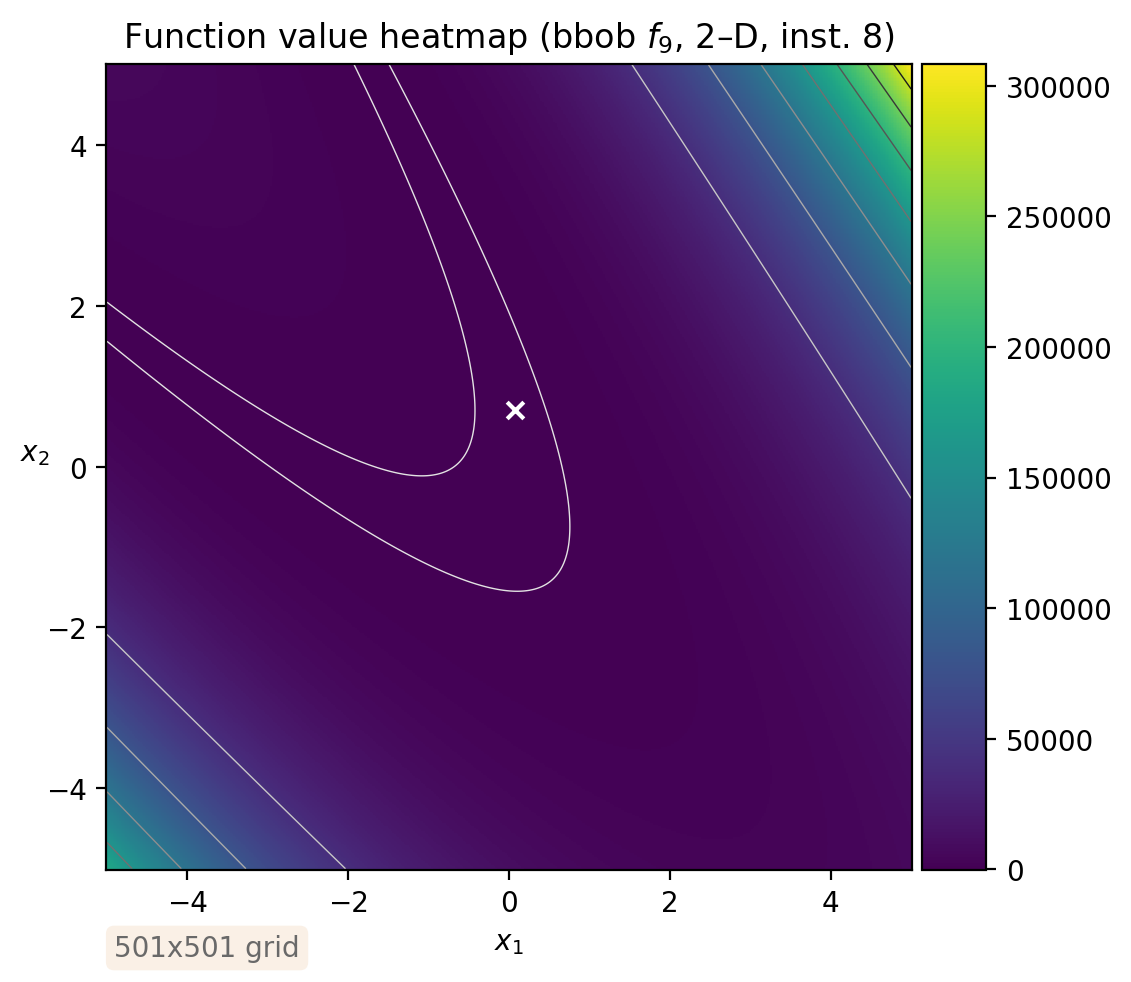 Function value heatmap (bbob f₉, 2–D, inst. 8)
4
2
x₂
0
−2
−4
−4 −2 0 2 4
x₁
300000
250000
200000
150000
100000
50000
0
501x501 grid